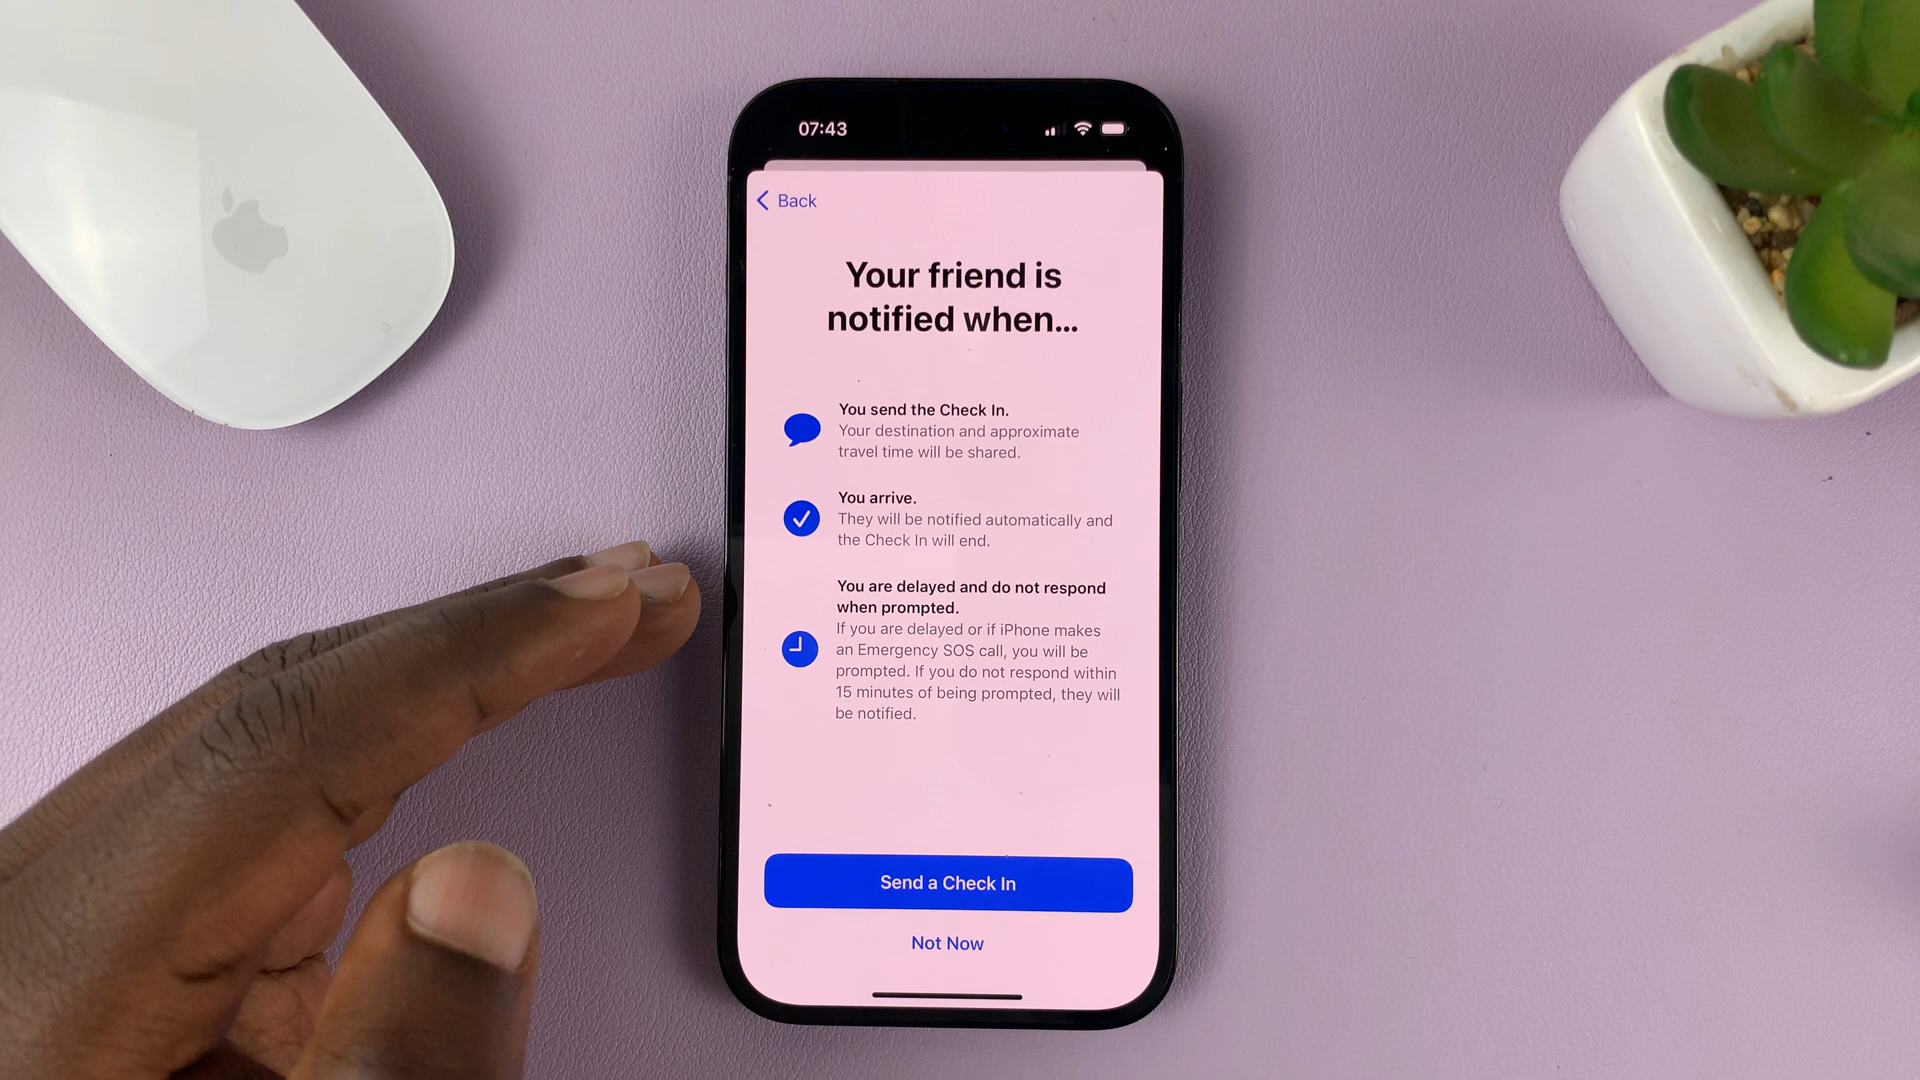 07:43
Back
Your friend is
notified when...
You send the Check In.
Your destination and approximate
travel time will be shared.
You arrive.
They will be notified automatically and
the Check In will end.
You are delayed and do not respond
when prompted.
If you are delayed or if iPhone makes
an Emergency SOS call, you will be
prompted. If you do not respond within
15 minutes of being prompted, they will
be notified.
Send a Check In
Not Now